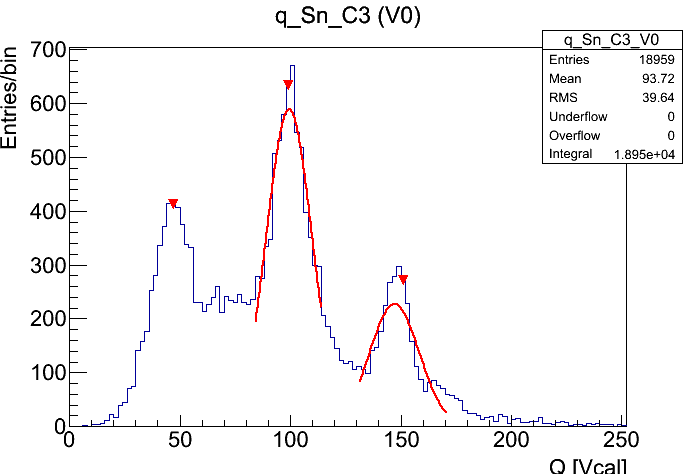 q_Sn_C3 (V0)
q_Sn_C3_V0
Entries 18959
Mean 93.72
RMS 39.64
Underflow 0
Overflow 0
Integral 1.895e+04
Entries/bin
700
600
500
400
300
200
100
0
0 50 100 150 200 250
Q [Vcal]